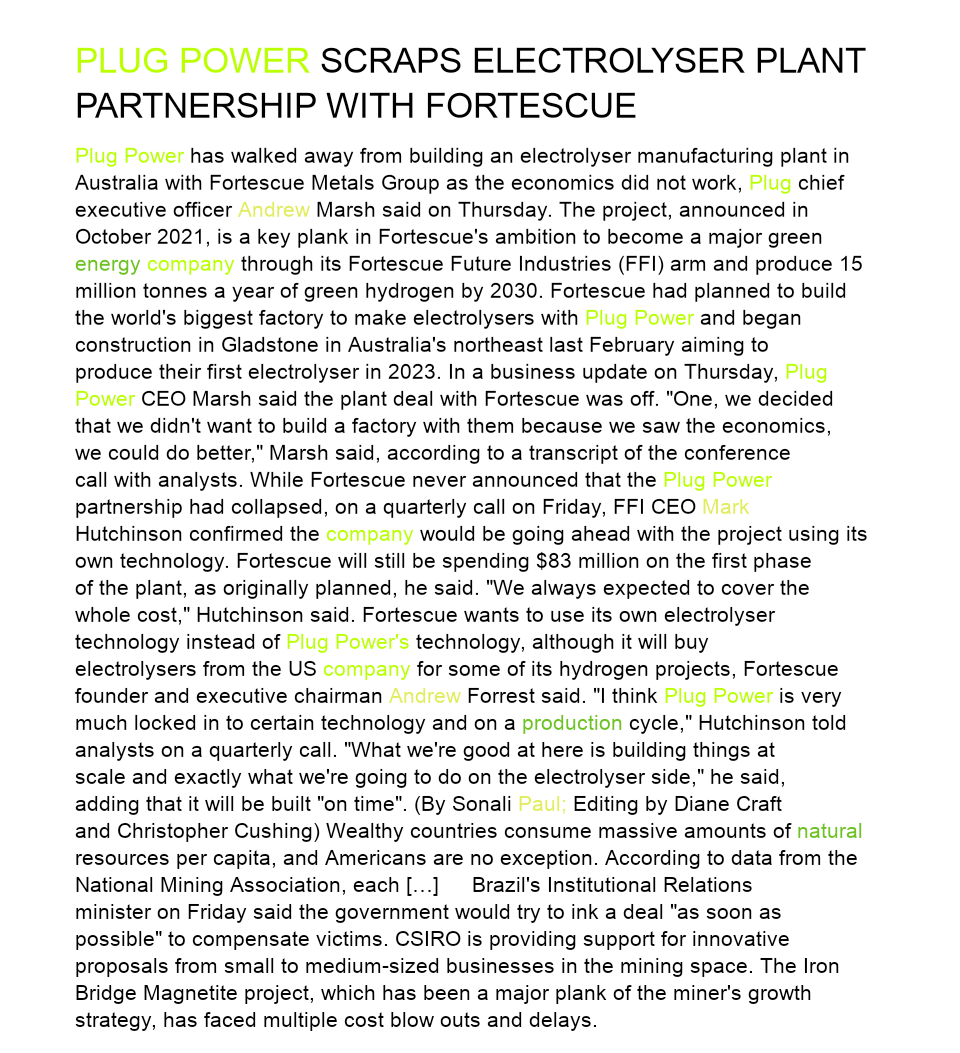 PLUG POWER SCRAPS ELECTROLYSER PLANT
PARTNERSHIP WITH FORTESCUE
Plug Power has walked away from building an electrolyser manufacturing plant in
Australia with Fortescue Metals Group as the economics did not work, Plug chief
executive officer Andrew Marsh said on Thursday. The project, announced in
October 2021, is a key plank in Fortescue's ambition to become a major green
energy company through its Fortescue Future Industries (FFI) arm and produce 15
million tonnes a year of green hydrogen by 2030. Fortescue had planned to build
the world's biggest factory to make electrolysers with Plug Power and began
construction in Gladstone in Australia's northeast last February aiming to
produce their first electrolyser in 2023. In a business update on Thursday, Plug
Power CEO Marsh said the plant deal with Fortescue was off. "One, we decided
that we didn't want to build a factory with them because we saw the economics,
we could do better," Marsh said, according to a transcript of the conference
call with analysts. While Fortescue never announced that the Plug Power
partnership had collapsed, on a quarterly call on Friday, FFI CEO Mark
Hutchinson confirmed the company would be going ahead with the project using its
own technology. Fortescue will still be spending $83 million on the first phase
of the plant, as originally planned, he said. "We always expected to cover the
whole cost," Hutchinson said. Fortescue wants to use its own electrolyser
technology instead of Plug Power's technology, although it will buy
electrolysers from the US company for some of its hydrogen projects, Fortescue
founder and executive chairman Andrew Forrest said. "I think Plug Power is very
much locked in to certain technology and on a production cycle," Hutchinson told
analysts on a quarterly call. "What we're good at here is building things at
scale and exactly what we're going to do on the electrolyser side," he said,
adding that it will be built "on time". (By Sonali Paul; Editing by Diane Craft
and Christopher Cushing) Wealthy countries consume massive amounts of natural
resources per capita, and Americans are no exception. According to data from the
National Mining Association, each […]   Brazil's Institutional Relations
minister on Friday said the government would try to ink a deal "as soon as
possible" to compensate victims. CSIRO is providing support for innovative
proposals from small to medium-sized businesses in the mining space. The Iron
Bridge Magnetite project, which has been a major plank of the miner's growth
strategy, has faced multiple cost blow outs and delays.